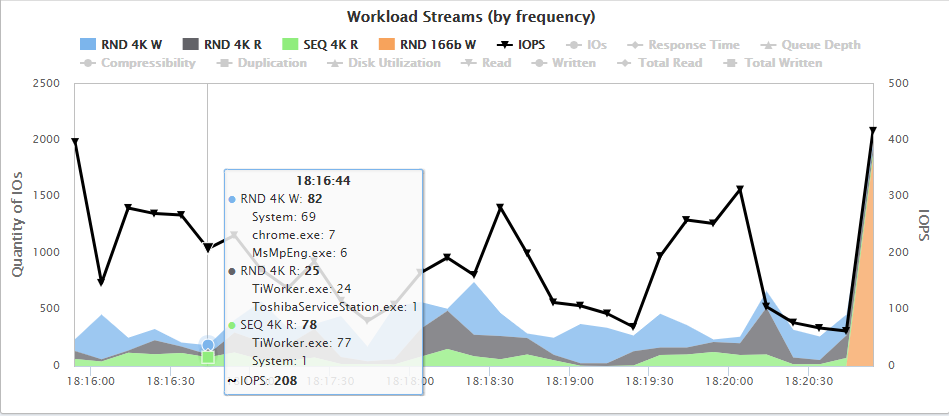 Workload Streams (by frequency)
RND 4K W RND 4K R SEQ 4K R RND 166b W IOPS IOs Response Time Queue Depth
Compressibility Duplication Disk Utilization Read Written Total Read Total Written
2500 500
2000 400
1500 300
1000 200
500 100
0 0
Quantity of IOs
IOPS
18:16:44
RND 4K W: 82
System: 69
chrome.exe: 7
MsMpEng.exe: 6
RND 4K R: 25
TiWorker.exe: 24
ToshibaServiceStation.exe: 1
SEQ 4K R: 78
TiWorker.exe: 77
System: 1
~ IOPS: 208
18:16:00 18:16:30 18:17:30 18:18:00 18:18:30 18:19:00 18:19:30 18:20:00 18:20:30